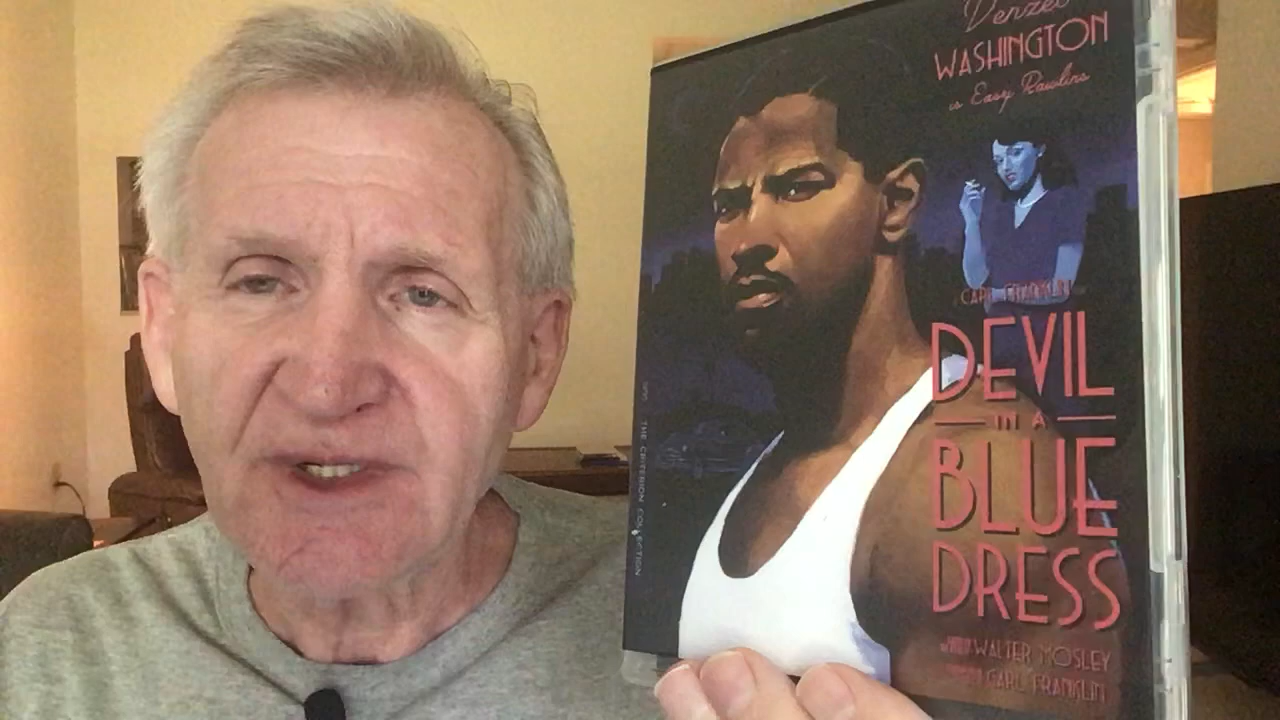 Denzel
WASHINGTON
is Easy Rawlins
CARL FRANKLIN
DEVIL
IN A
BLUE
DRESS
WALTER MOSLEY
CARL FRANKLIN
THE CRITERION COLLECTION